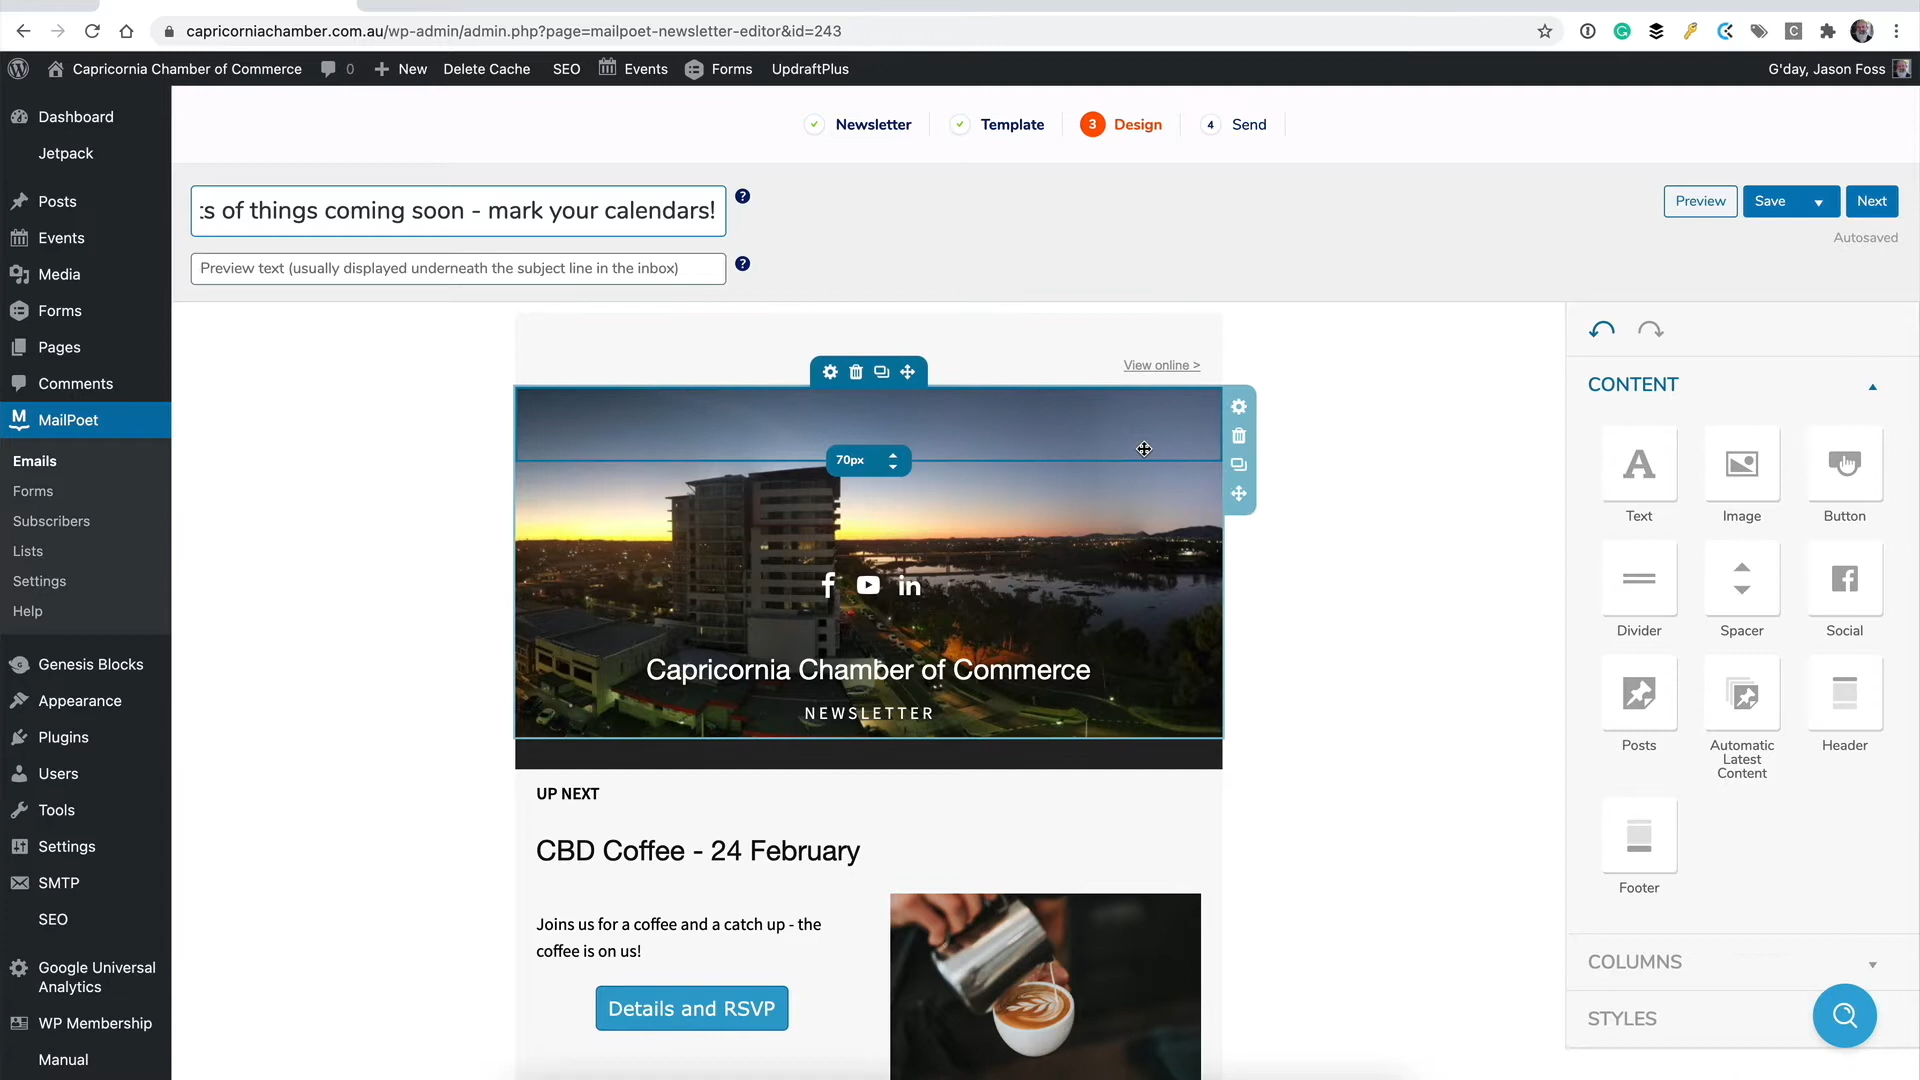 capricorniachamber.com.au/wp-admin/admin.php?page=mailpoet-newsletter-editor&id=243
Capricornia Chamber of Commerce
0
New
Delete Cache
SEO
Events
Forms
UpdraftPlus
G'day, Jason Foss
Dashboard
Jetpack
Posts
Events
Media
Forms
Pages
Comments
MailPoet
Emails
Forms
Subscribers
Lists
Settings
Help
Genesis Blocks
Appearance
Plugins
Users
Tools
Settings
SMTP
SEO
Google Universal
Analytics
WP Membership
Manual
Newsletter
Template
3 Design
4 Send
ts of things coming soon - mark your calendars!
?
Preview text (usually displayed underneath the subject line in the inbox)
?
Preview
Save
Next
Autosaved
View online >
70px
Capricornia Chamber of Commerce
NEWSLETTER
UP NEXT
CBD Coffee - 24 February
Joins us for a coffee and a catch up - the
coffee is on us!
Details and RSVP
CONTENT
Text
Image
Button
Divider
Spacer
Social
Posts
Automatic
Latest
Content
Header
Footer
COLUMNS
STYLES